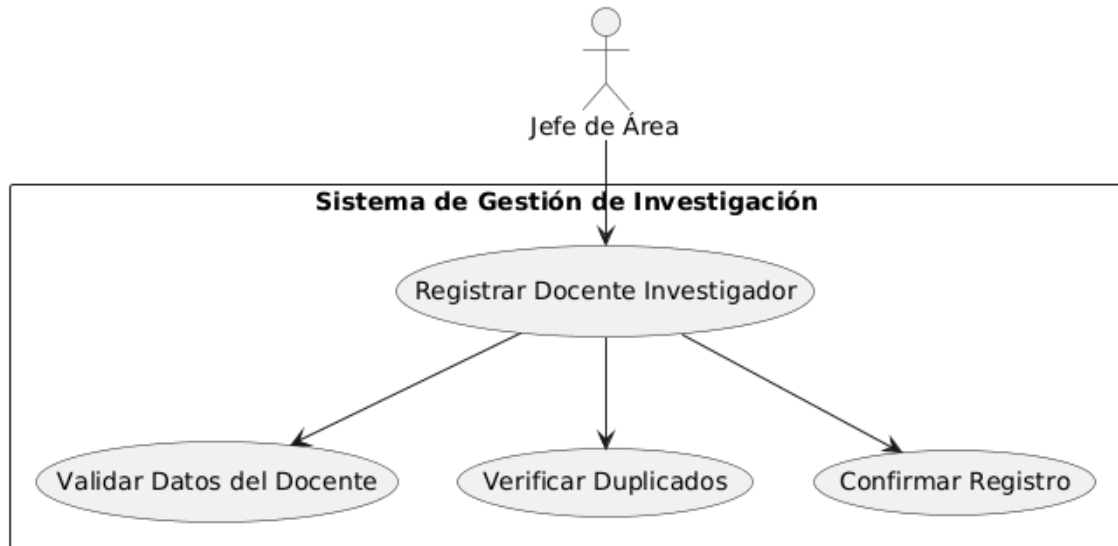 Jefe de Área
Sistema de Gestión de Investigación
Registrar Docente Investigador
Validar Datos del Docente
Verificar Duplicados
Confirmar Registro